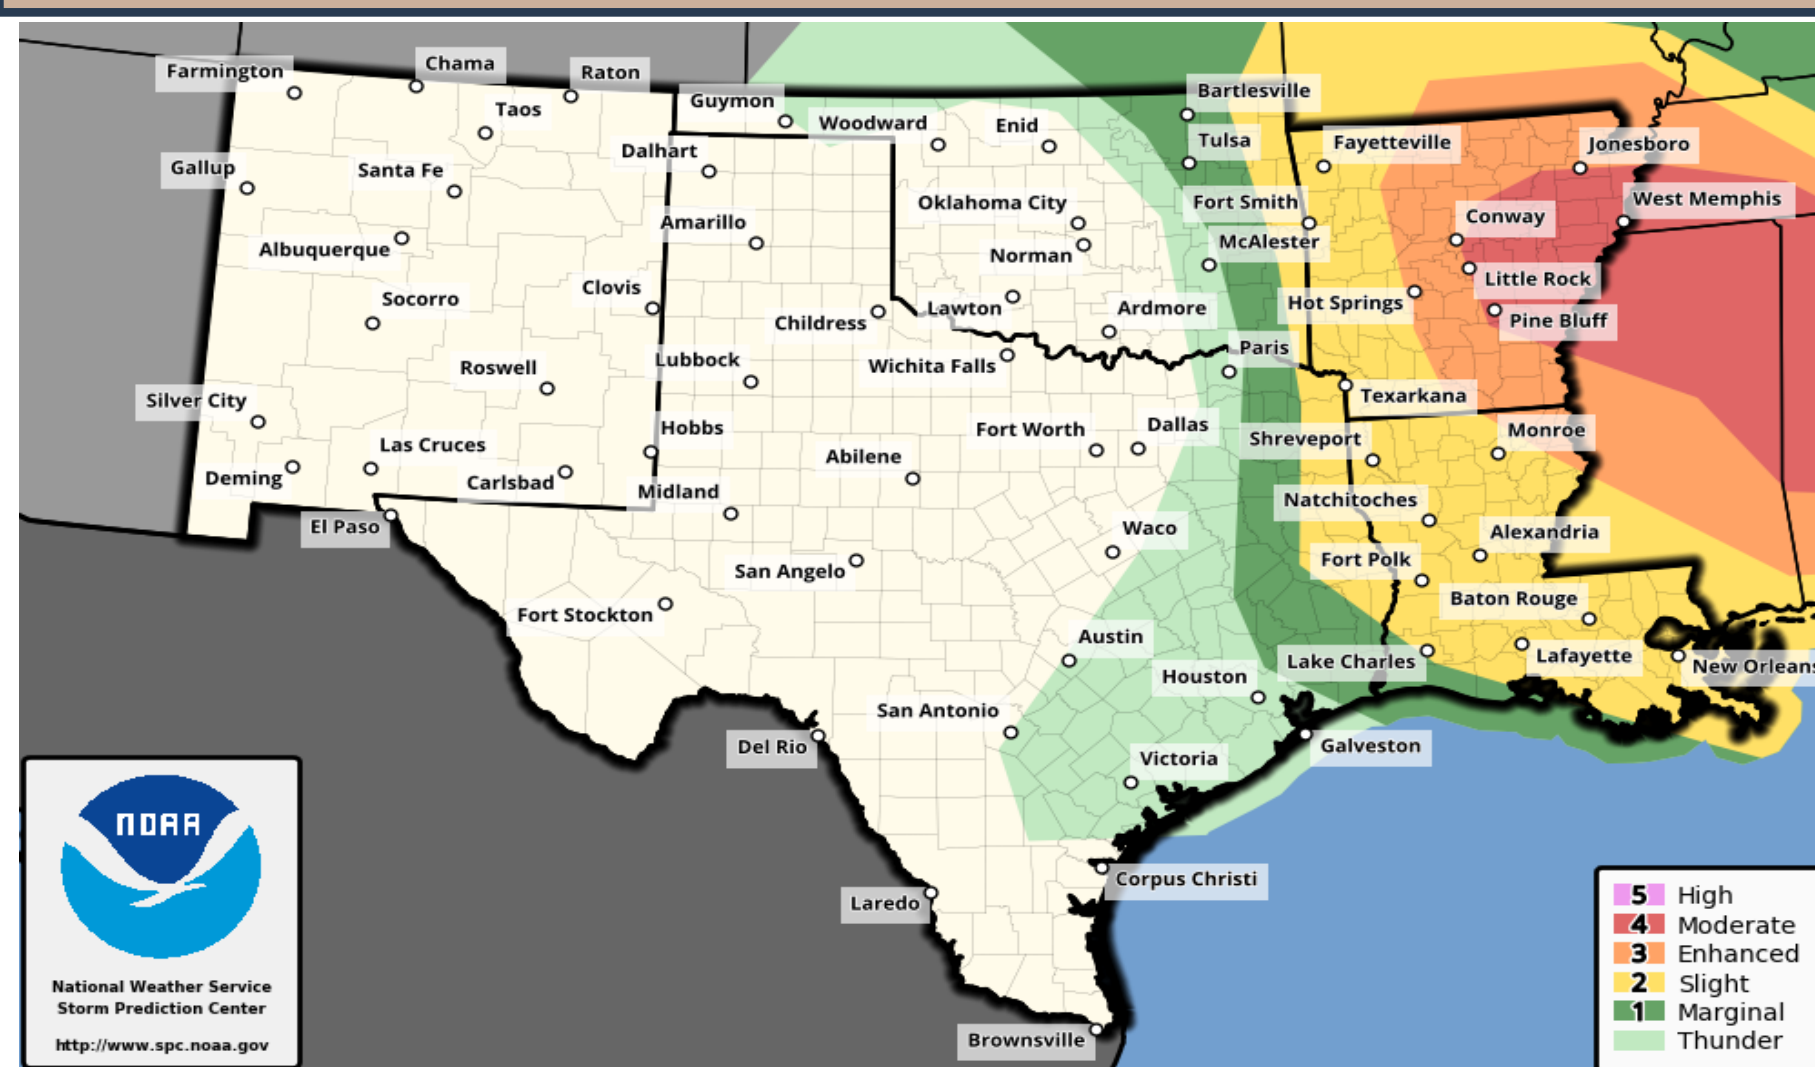 Farmington
Chama
Raton
Taos
Guymon
Woodward
Enid
Bartlesville
Tulsa
Fayetteville
Jonesboro
Gallup
Santa Fe
Dalhart
Oklahoma City
Fort Smith
Conway
West Memphis
Albuquerque
Amarillo
Norman
McAlester
Little Rock
Socorro
Clovis
Childress
Lawton
Ardmore
Hot Springs
Pine Bluff
Roswell
Lubbock
Wichita Falls
Paris
Texarkana
Silver City
Las Cruces
Hobbs
Fort Worth
Dallas
Shreveport
Monroe
Deming
Carlsbad
Midland
Abilene
Natchitoches
El Paso
San Angelo
Waco
Fort Polk
Alexandria
Fort Stockton
Austin
Baton Rouge
Houston
Lake Charles
Lafayette
New Orleans
San Antonio
Del Rio
Victoria
Galveston
Laredo
Corpus Christi
Brownsville
NOAA
National Weather Service
Storm Prediction Center
http://www.spc.noaa.gov
5 High
4 Moderate
3 Enhanced
2 Slight
1 Marginal
Thunder